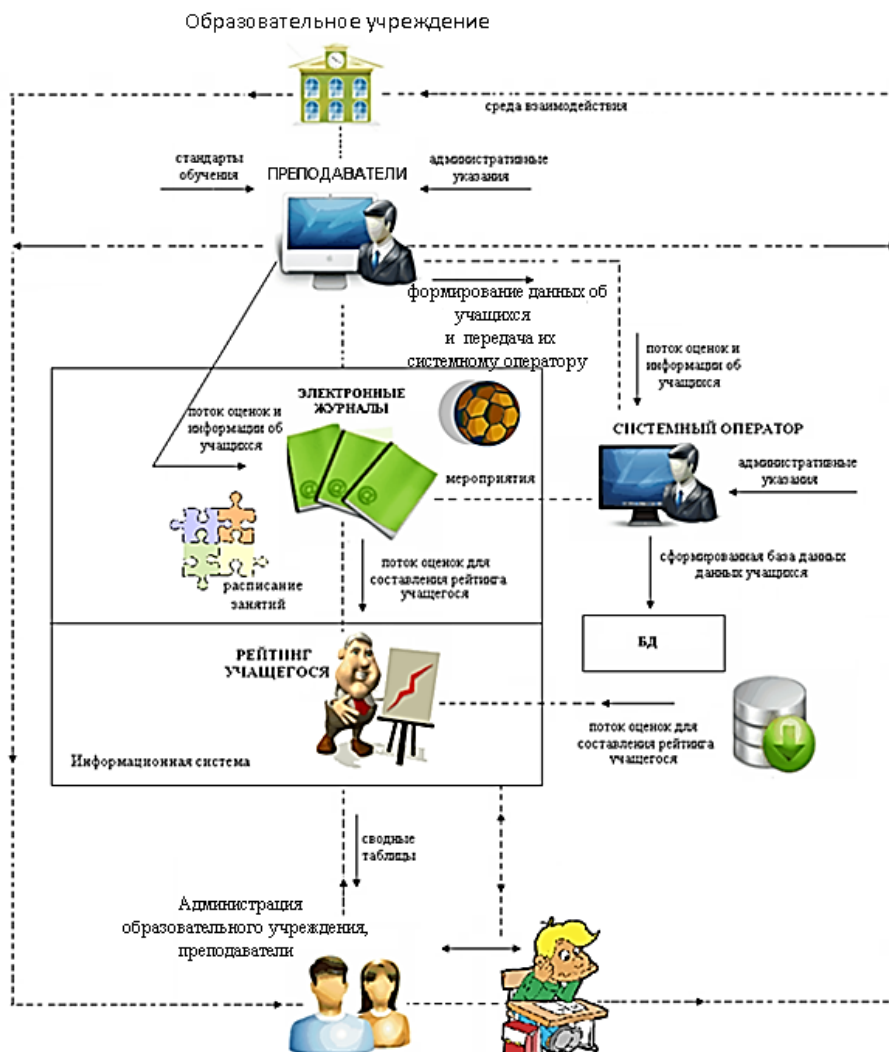 Образовательное учреждение
среда взаимодействия
стандарты
обучения
ПРЕПОДАВАТЕЛИ
административные
указания
формирование данных об
учащихся
и передача их
системному оператору
поток оценок и
информации об
учащихся
ЭЛЕКТРОННЫЕ
ЖУРНАЛЫ
поток оценок и
информации об
учащихся
СИСТЕМНЫЙ ОПЕРАТОР
мероприятия
административные
указания
расписание
занятий
поток оценок для
составления рейтинга
учащегося
сформированная база данных
данных учащихся
БД
РЕЙТИНГ
УЧАЩЕГОСЯ
поток оценок для
составления рейтинга
учащегося
Информационная система
сводные
таблицы
Администрация
образовательного учреждения,
преподаватели